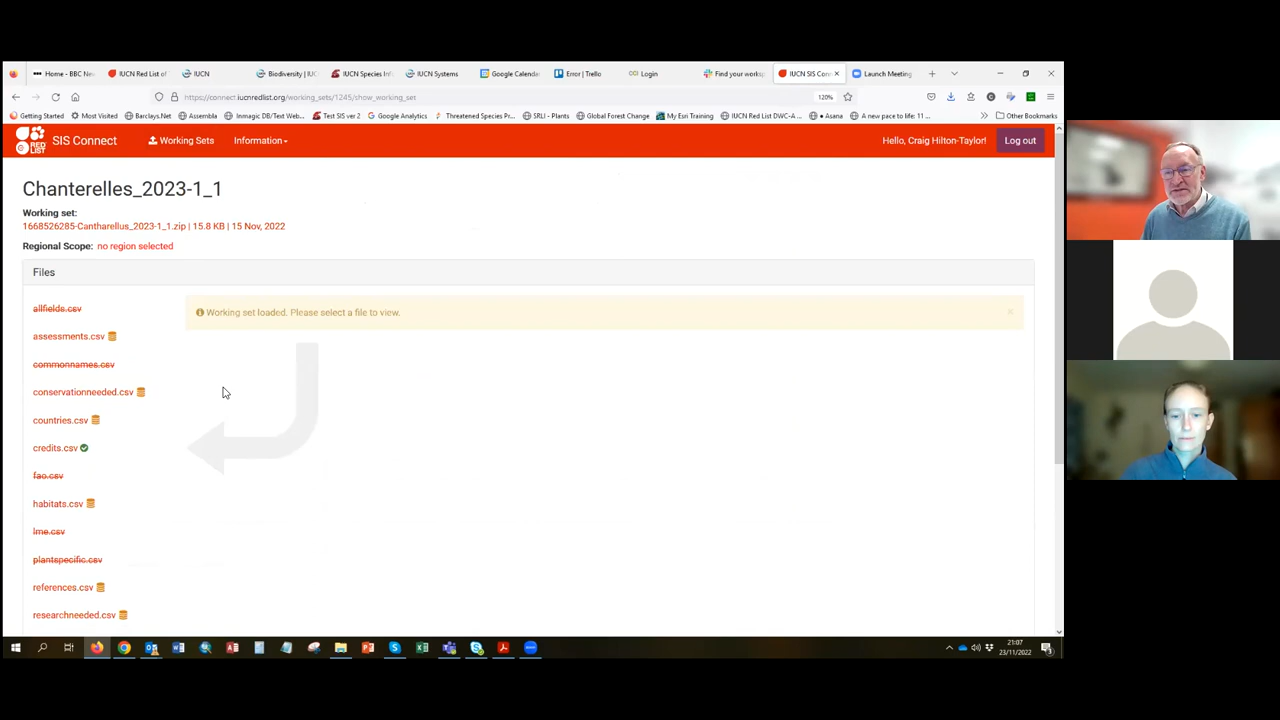 Home - BBC New
IUCN Red List of
IUCN
Biodiversity | IUC
IUCN Species Inf
IUCN Systems
Google Calenda
Error | Trello
Login
Find your works
IUCN SIS Con
Launch Meeting
https://connect.iucnredlist.org/working_sets/1245/show_working_set
120%
Getting Started
Most Visited
Barclays.Net
Assembla
Inmagic DB/Text Web...
Test SIS ver 2
Google Analytics
Threatened Species Pr...
SRLI - Plants
Global Forest Change
My Esri Training
IUCN Red List DWC-A ...
Asana
A new pace to life: 11 ...
Other Bookmarks
RED LIST
SIS Connect
Working Sets
Information
Hello, Craig Hilton-Taylor!
Log out
Chanterelles_2023-1_1
Working set:
1668526285-Cantharellus_2023-1_1.zip | 15.8 KB | 15 Nov, 2022
Regional Scope: no region selected
Files
allfields.csv
Working set loaded. Please select a file to view.
assessments.csv
commonnames.csv
conservationneeded.csv
countries.csv
credits.csv
fao.csv
habitats.csv
lme.csv
plantspecific.csv
references.csv
researchneeded.csv
21:07
23/11/2022